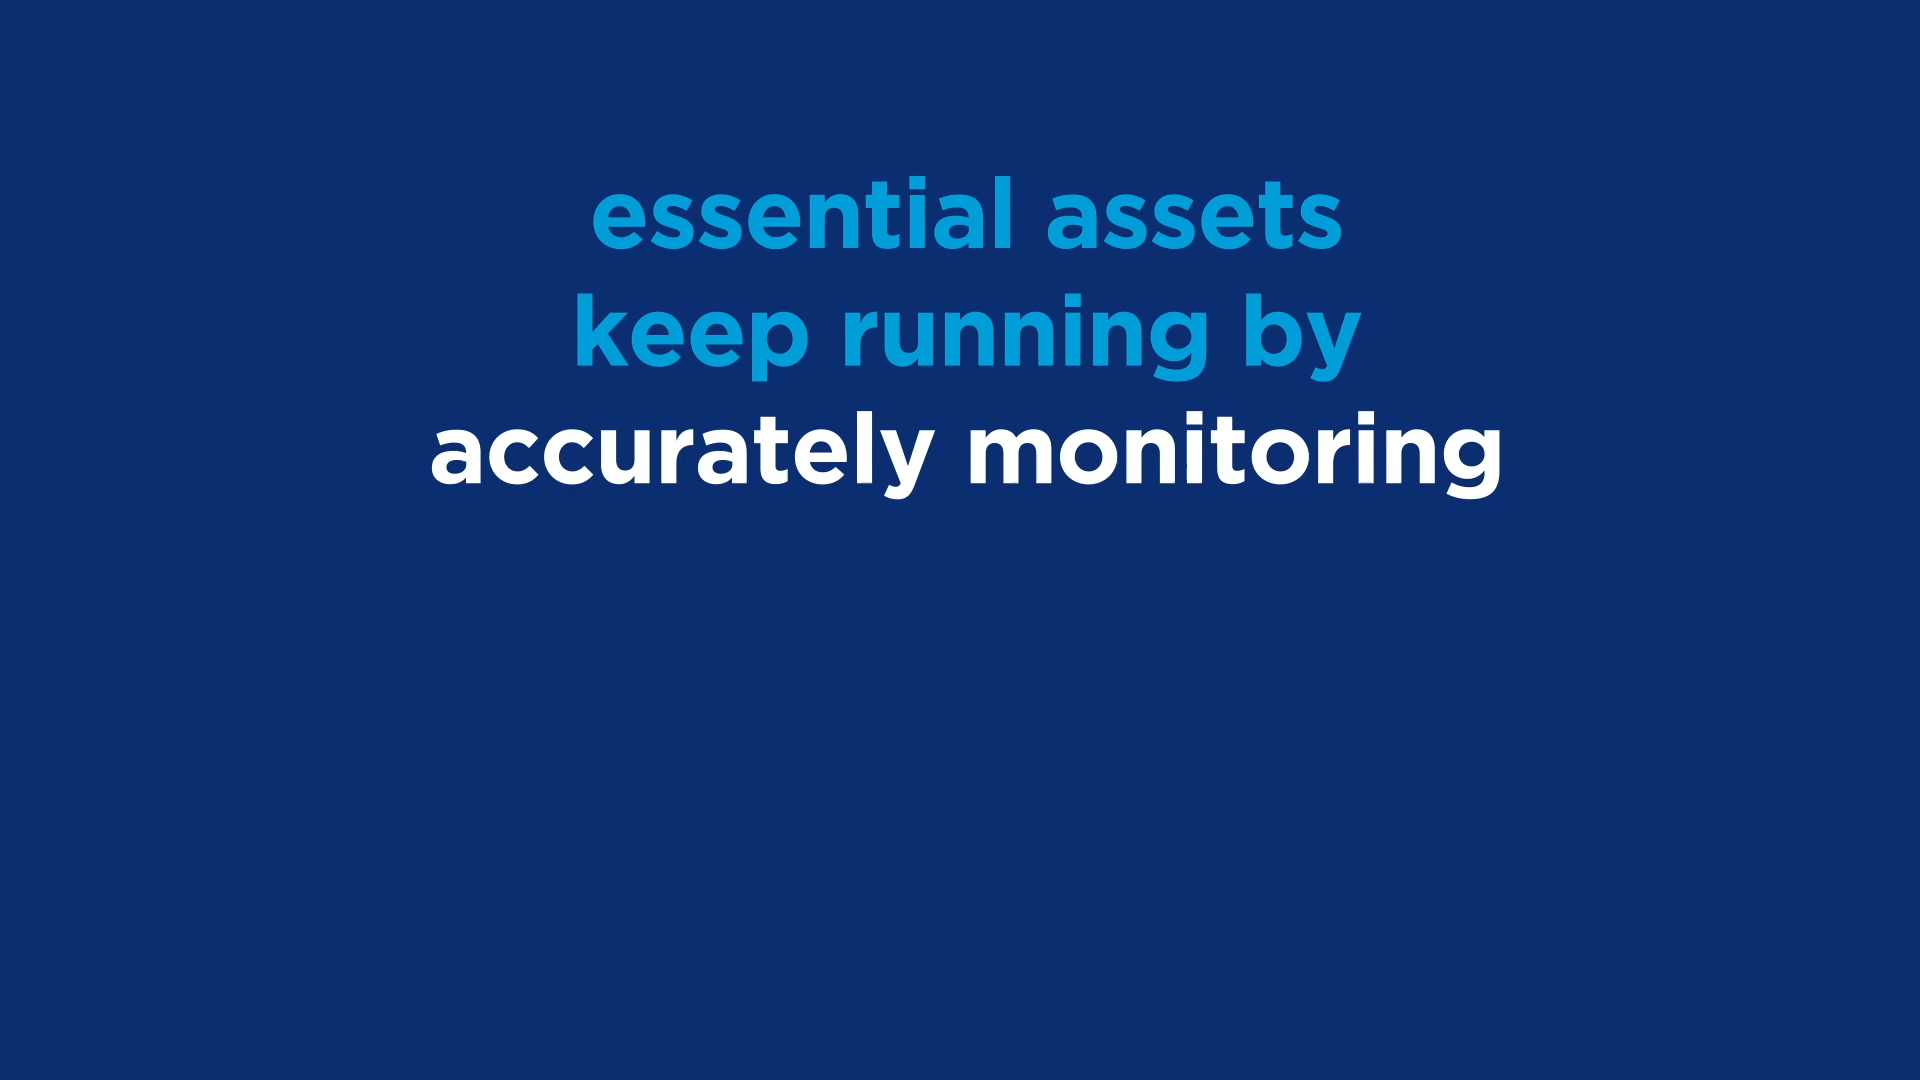 essential assets
keep running by
accurately monitoring